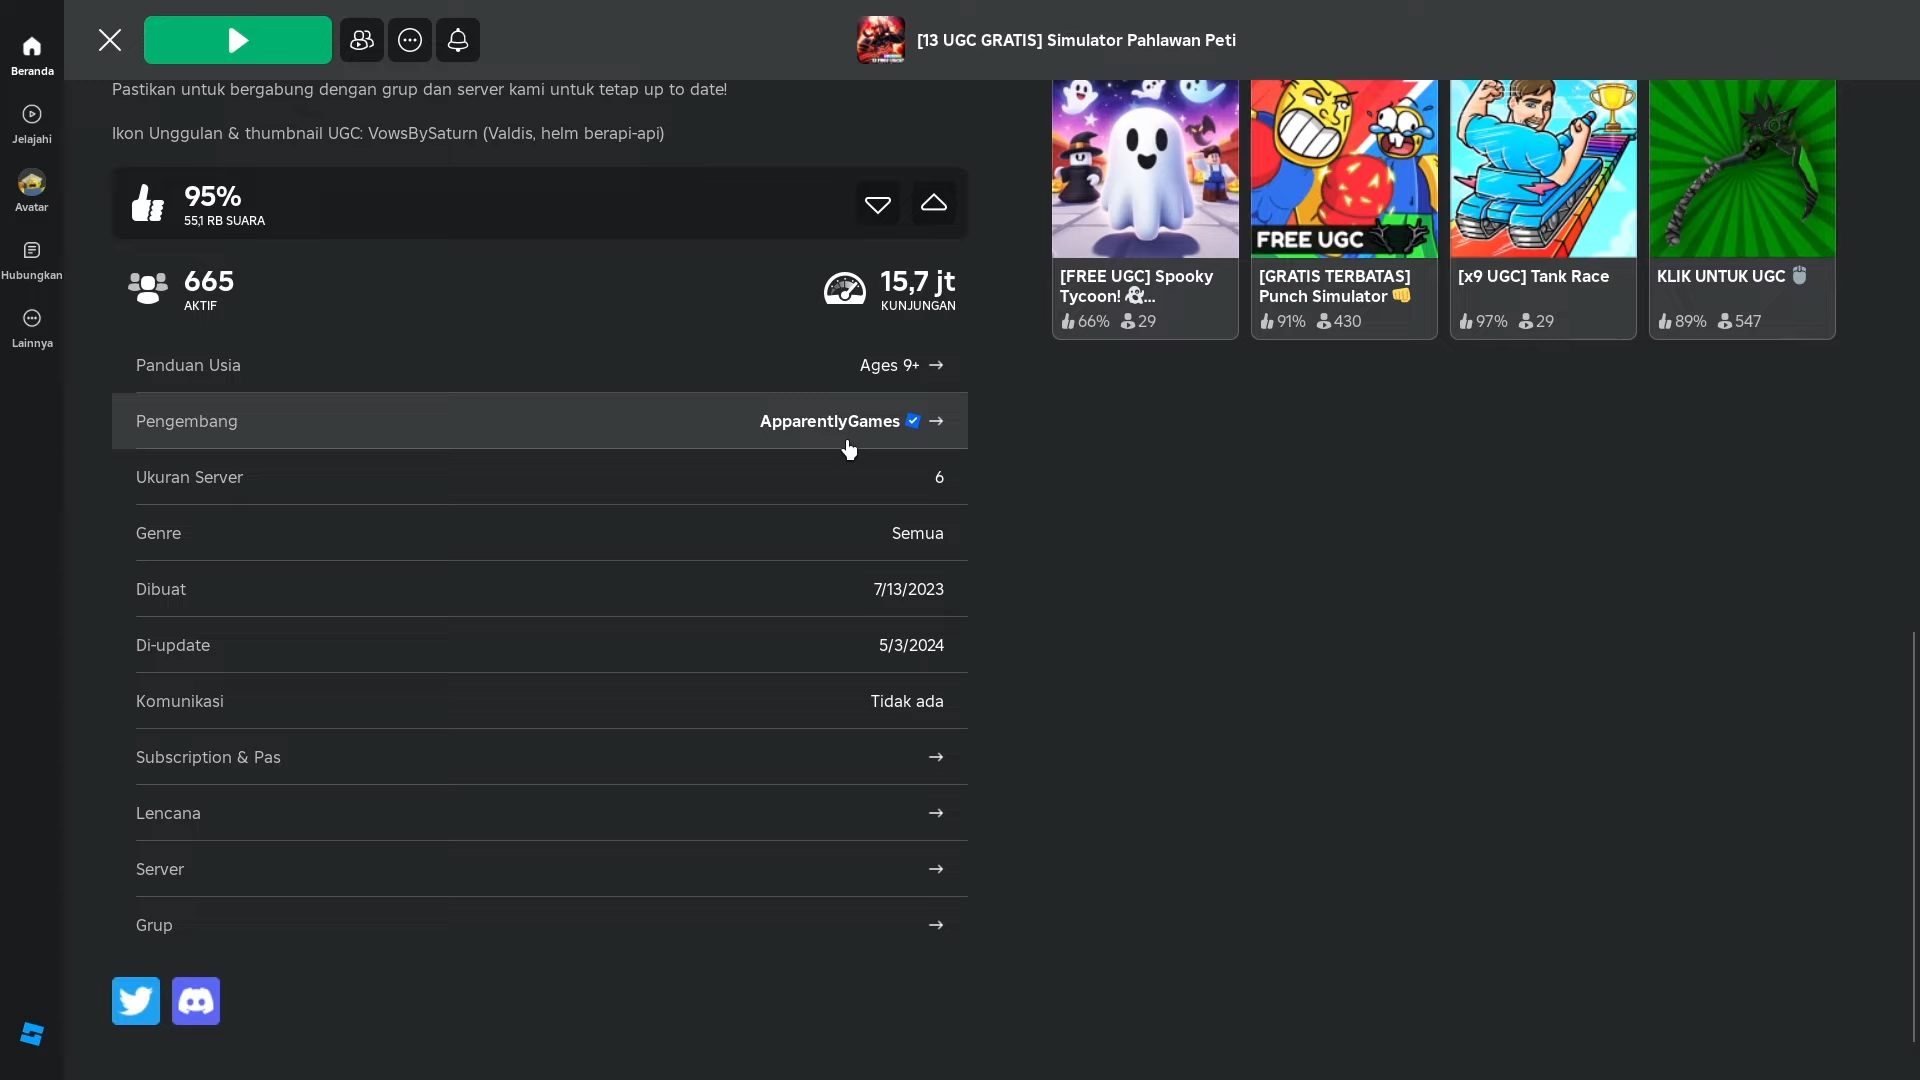 [13 UGC GRATIS] Simulator Pahlawan Peti
Beranda
Jelajahi
Avatar
Hubungkan
Lainnya
Pastikan untuk bergabung dengan grup dan server kami untuk tetap up to date!
Ikon Unggulan & thumbnail UGC: VowsBySaturn (Valdis, helm berapi-api)
95%
55,1 RB SUARA
665
AKTIF
15,7 jt
KUNJUNGAN
Panduan Usia
Ages 9+
Pengembang
ApparentlyGames
Ukuran Server
6
Genre
Semua
Dibuat
7/13/2023
Di-update
5/3/2024
Komunikasi
Tidak ada
Subscription & Pas
Lencana
Server
Grup
[FREE UGC] Spooky
Tycoon! 👻...
66% 29
FREE UGC
[GRATIS TERBATAS]
Punch Simulator 👊
91% 430
[x9 UGC] Tank Race
97% 29
KLIK UNTUK UGC 🖱️
89% 547